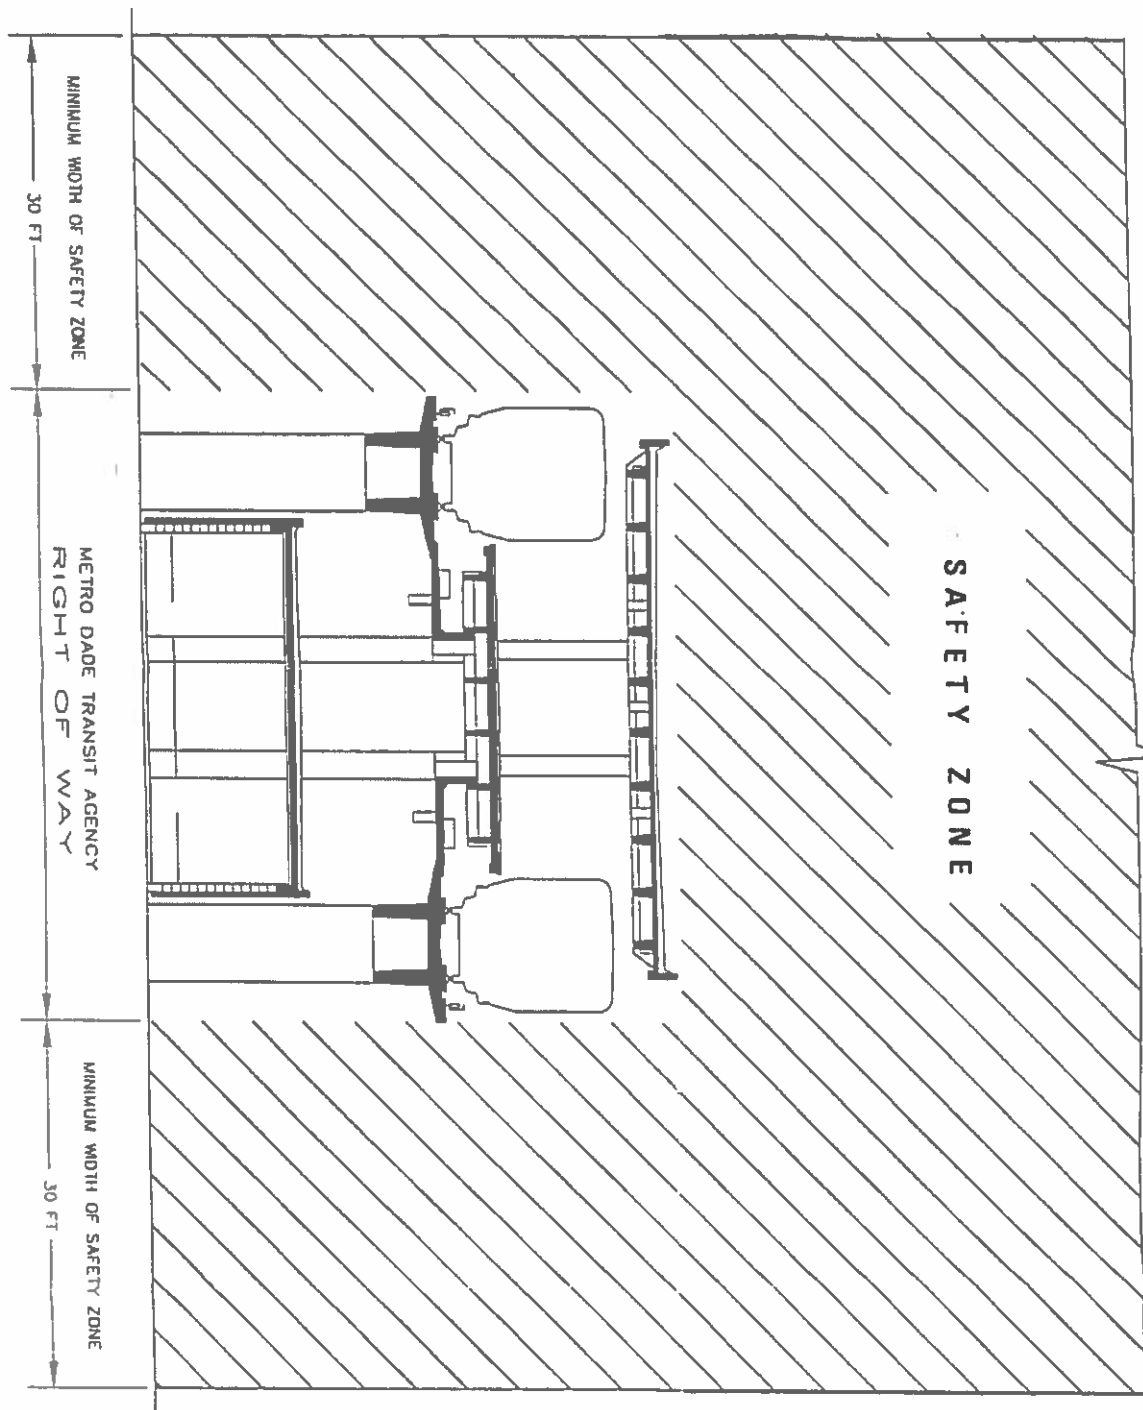 SAFETY ZONE
MINIMUM WIDTH OF SAFETY ZONE
30 FT
METRO DADE TRANSIT AGENCY
RIGHT OF WAY
MINIMUM WIDTH OF SAFETY ZONE
30 FT